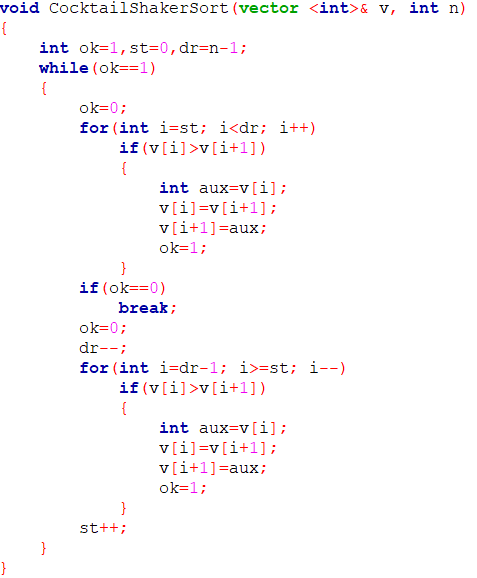 void CocktailShakerSort(vector <int>& v, int n)
{
    int ok=1,st=0,dr=n-1;
    while(ok==1)
    {
        ok=0;
        for(int i=st; i<dr; i++)
            if(v[i]>v[i+1])
            {
                int aux=v[i];
                v[i]=v[i+1];
                v[i+1]=aux;
                ok=1;
            }
        if(ok==0)
            break;
        ok=0;
        dr--;
        for(int i=dr-1; i>=st; i--)
            if(v[i]>v[i+1])
            {
                int aux=v[i];
                v[i]=v[i+1];
                v[i+1]=aux;
                ok=1;
            }
        st++;
    }
}